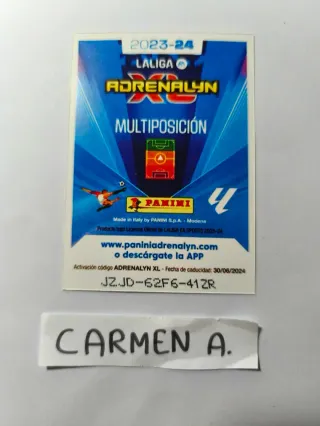 2023-24
LALIGA
ADRENALYN
XL
MULTIPOSICIÓN
PANINI
Made in Italy by PANINI S.p.A. - Modena
www.paniniadrenalyn.com
o descárgate la APP
Activación código ADRENALYN XL - Fecha de caducidad: 30/06/2024
JZJD-62F6-41ZR
CARMEN A.